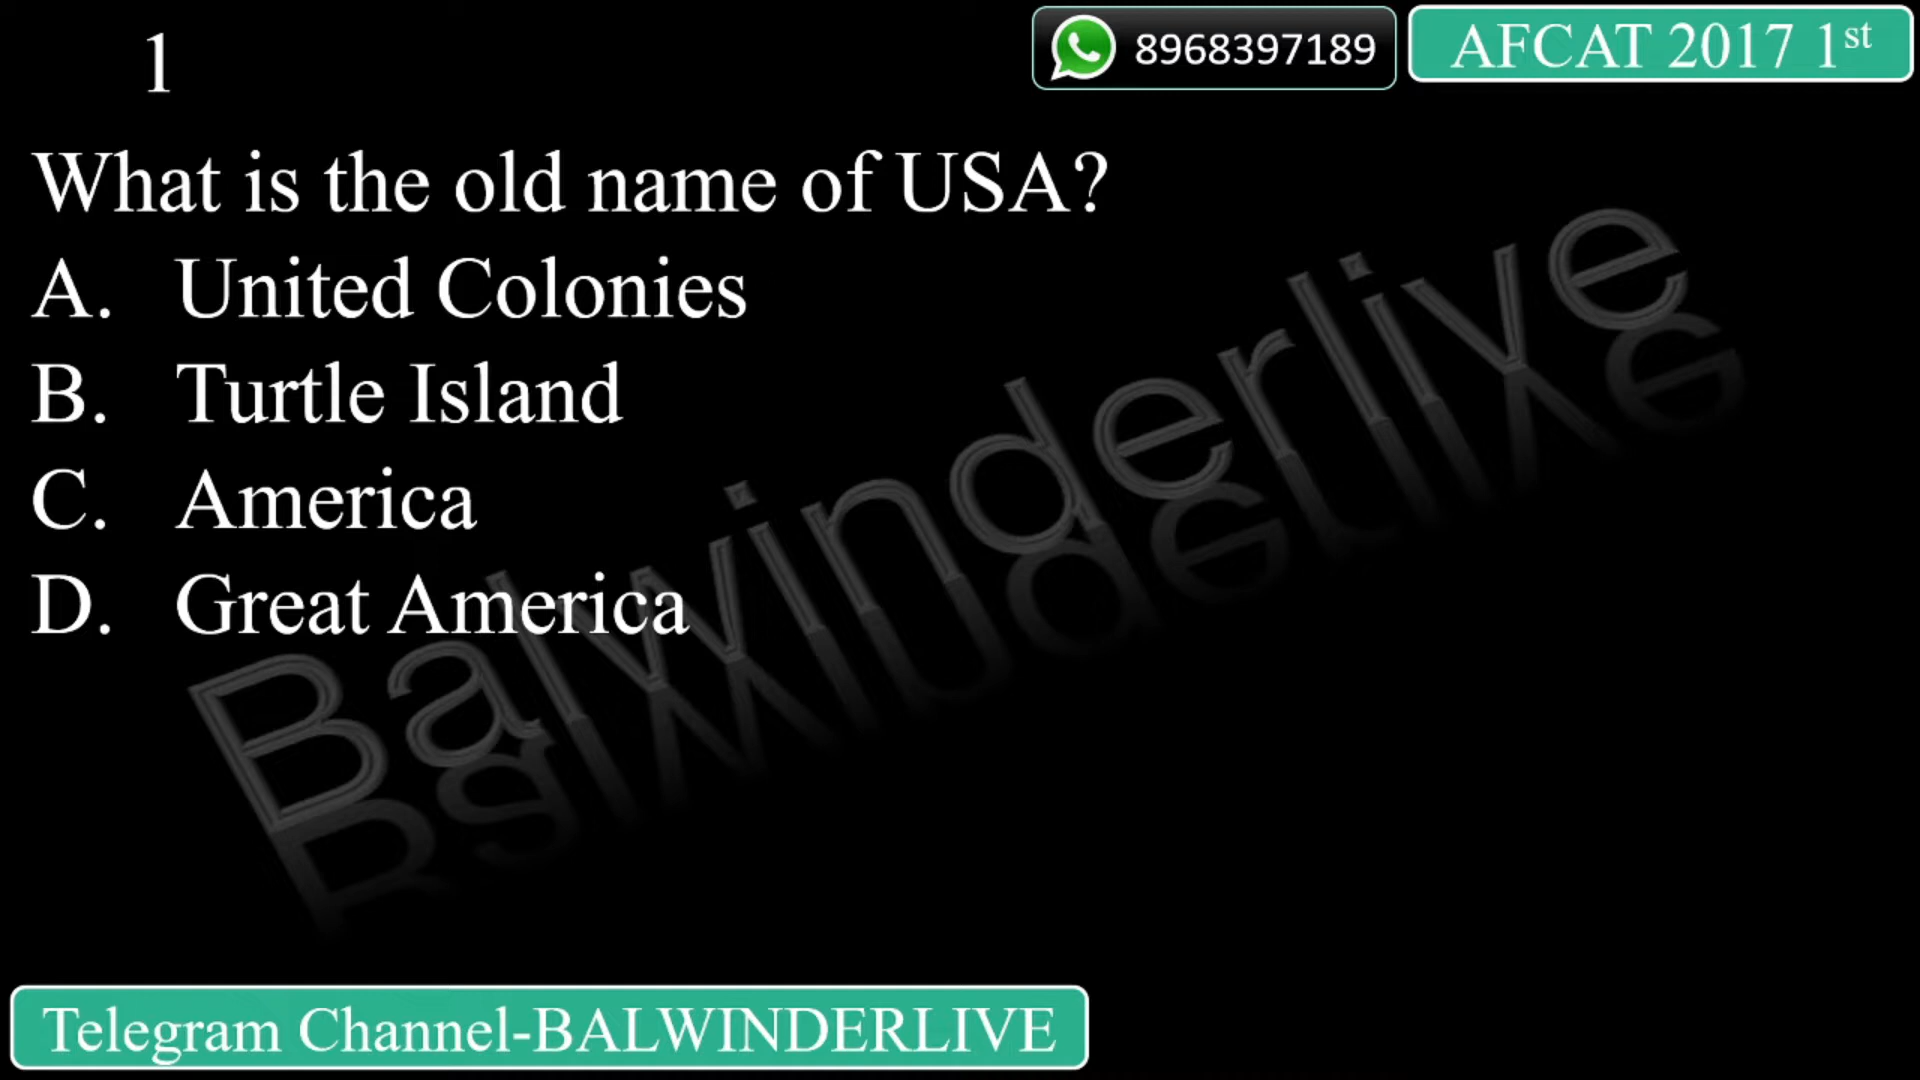 1
8968397189
AFCAT 2017 1st
What is the old name of USA?
A. United Colonies
B. Turtle Island
C. America
D. Great America
Balwinderlive
Telegram Channel-BALWINDERLIVE